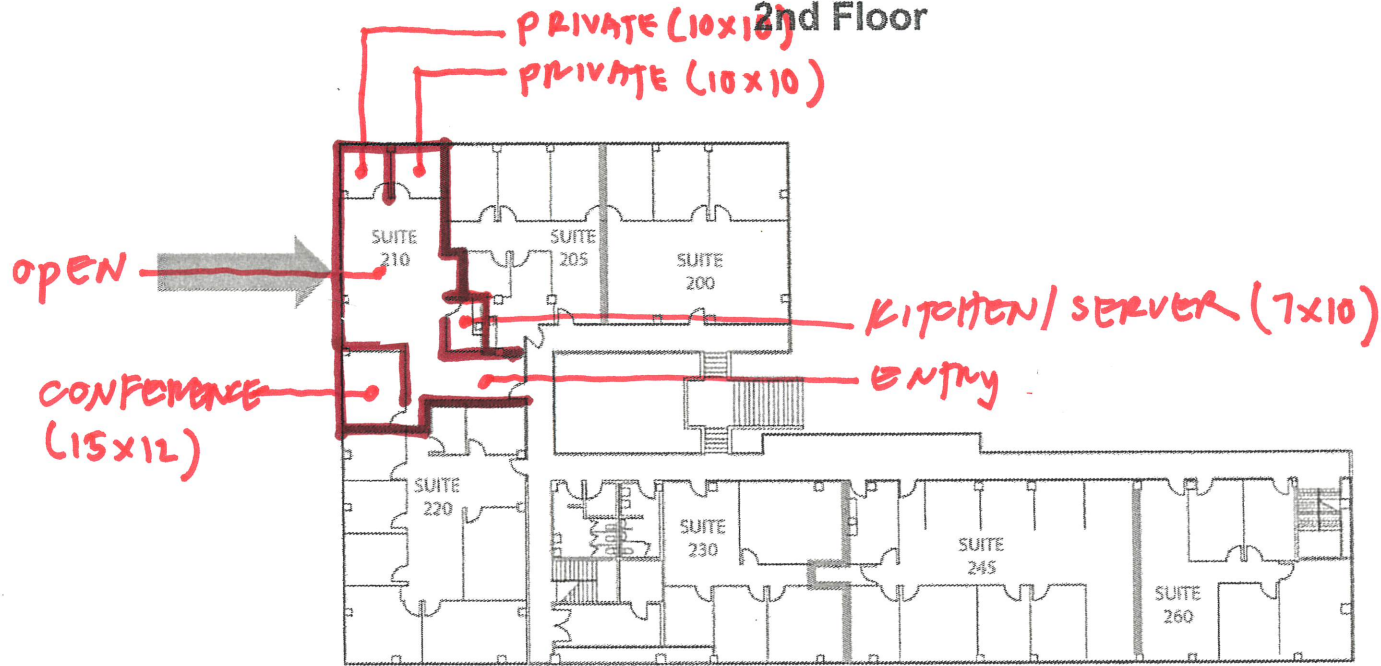 2nd Floor
PRIVATE (10x10)
PRIVATE (10x10)
SUITE
210
SUITE
205
SUITE
200
OPEN
KITCHEN/SERVER (7x10)
ENTRY
CONFERENCE
(15x12)
SUITE
220
SUITE
230
SUITE
245
SUITE
260